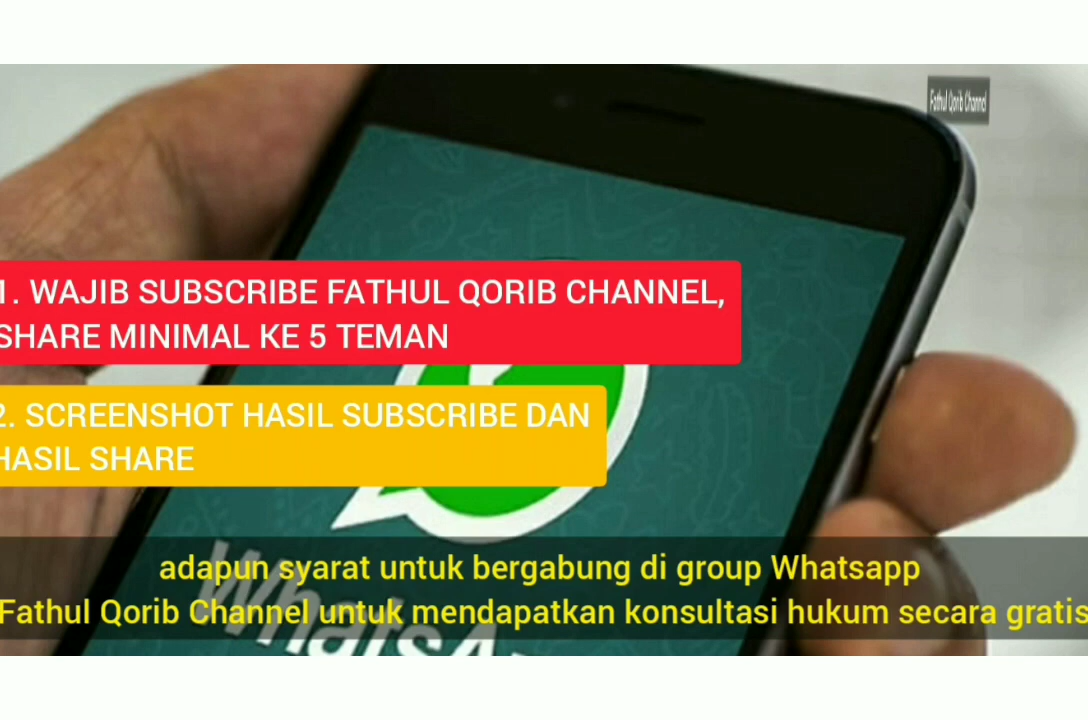 Fathul Qorib Channel
1. WAJIB SUBSCRIBE FATHUL QORIB CHANNEL,
SHARE MINIMAL KE 5 TEMAN
2. SCREENSHOT HASIL SUBSCRIBE DAN
HASIL SHARE
adapun syarat untuk bergabung di group Whatsapp
Fathul Qorib Channel untuk mendapatkan konsultasi hukum secara gratis
WhatsAp